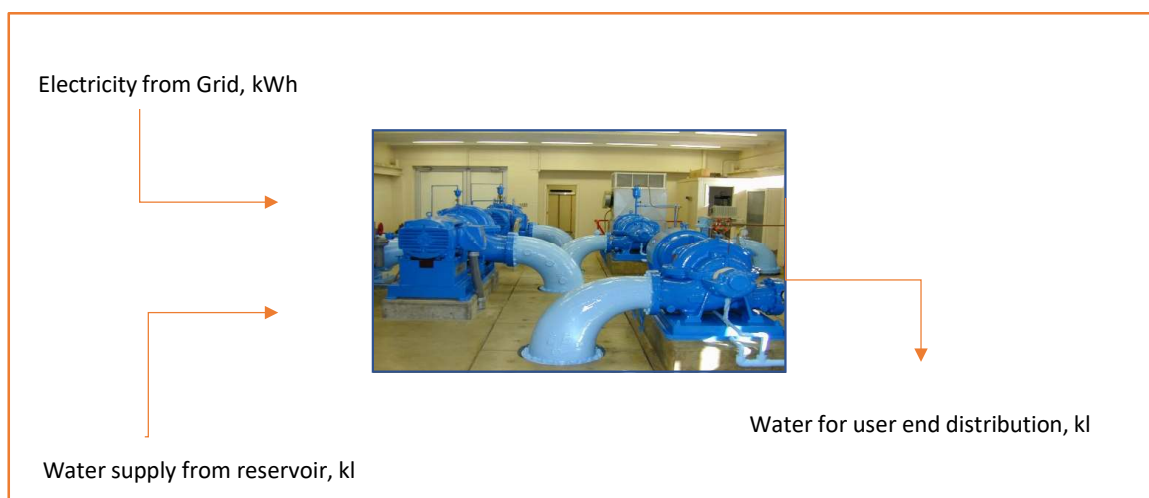 Electricity from Grid, kWh
Water for user end distribution, kl
Water supply from reservoir, kl